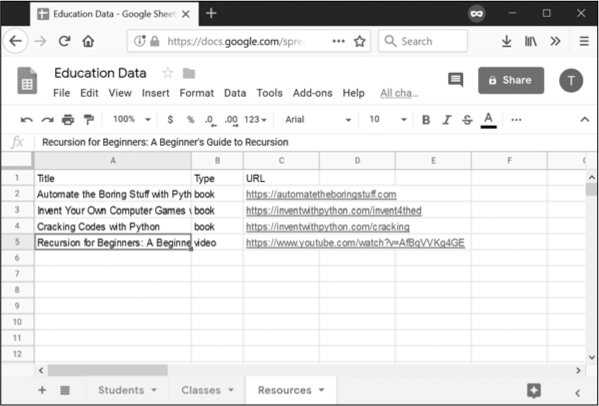 Education Data - Google Sheets
https://docs.google.com/spre
Search
Education Data
File Edit View Insert Format Data Tools Add-ons Help All cha...
Share
T
100% $ % .0 .00 123 Arial 10 B I S A
fx Recursion for Beginners: A Beginner's Guide to Recursion
A B C D E F
1 Title Type URL
2 Automate the Boring Stuff with Pyth book https://automatetheboringstuff.com
3 Invent Your Own Computer Games v book https://inventwithpython.com/invent4thed
4 Cracking Codes with Python book https://inventwithpython.com/cracking
5 Recursion for Beginners: A Beginne video https://www.youtube.com/watch?v=AfBqVVKg4GE
6
7
8
9
10
11
12
Students Classes Resources